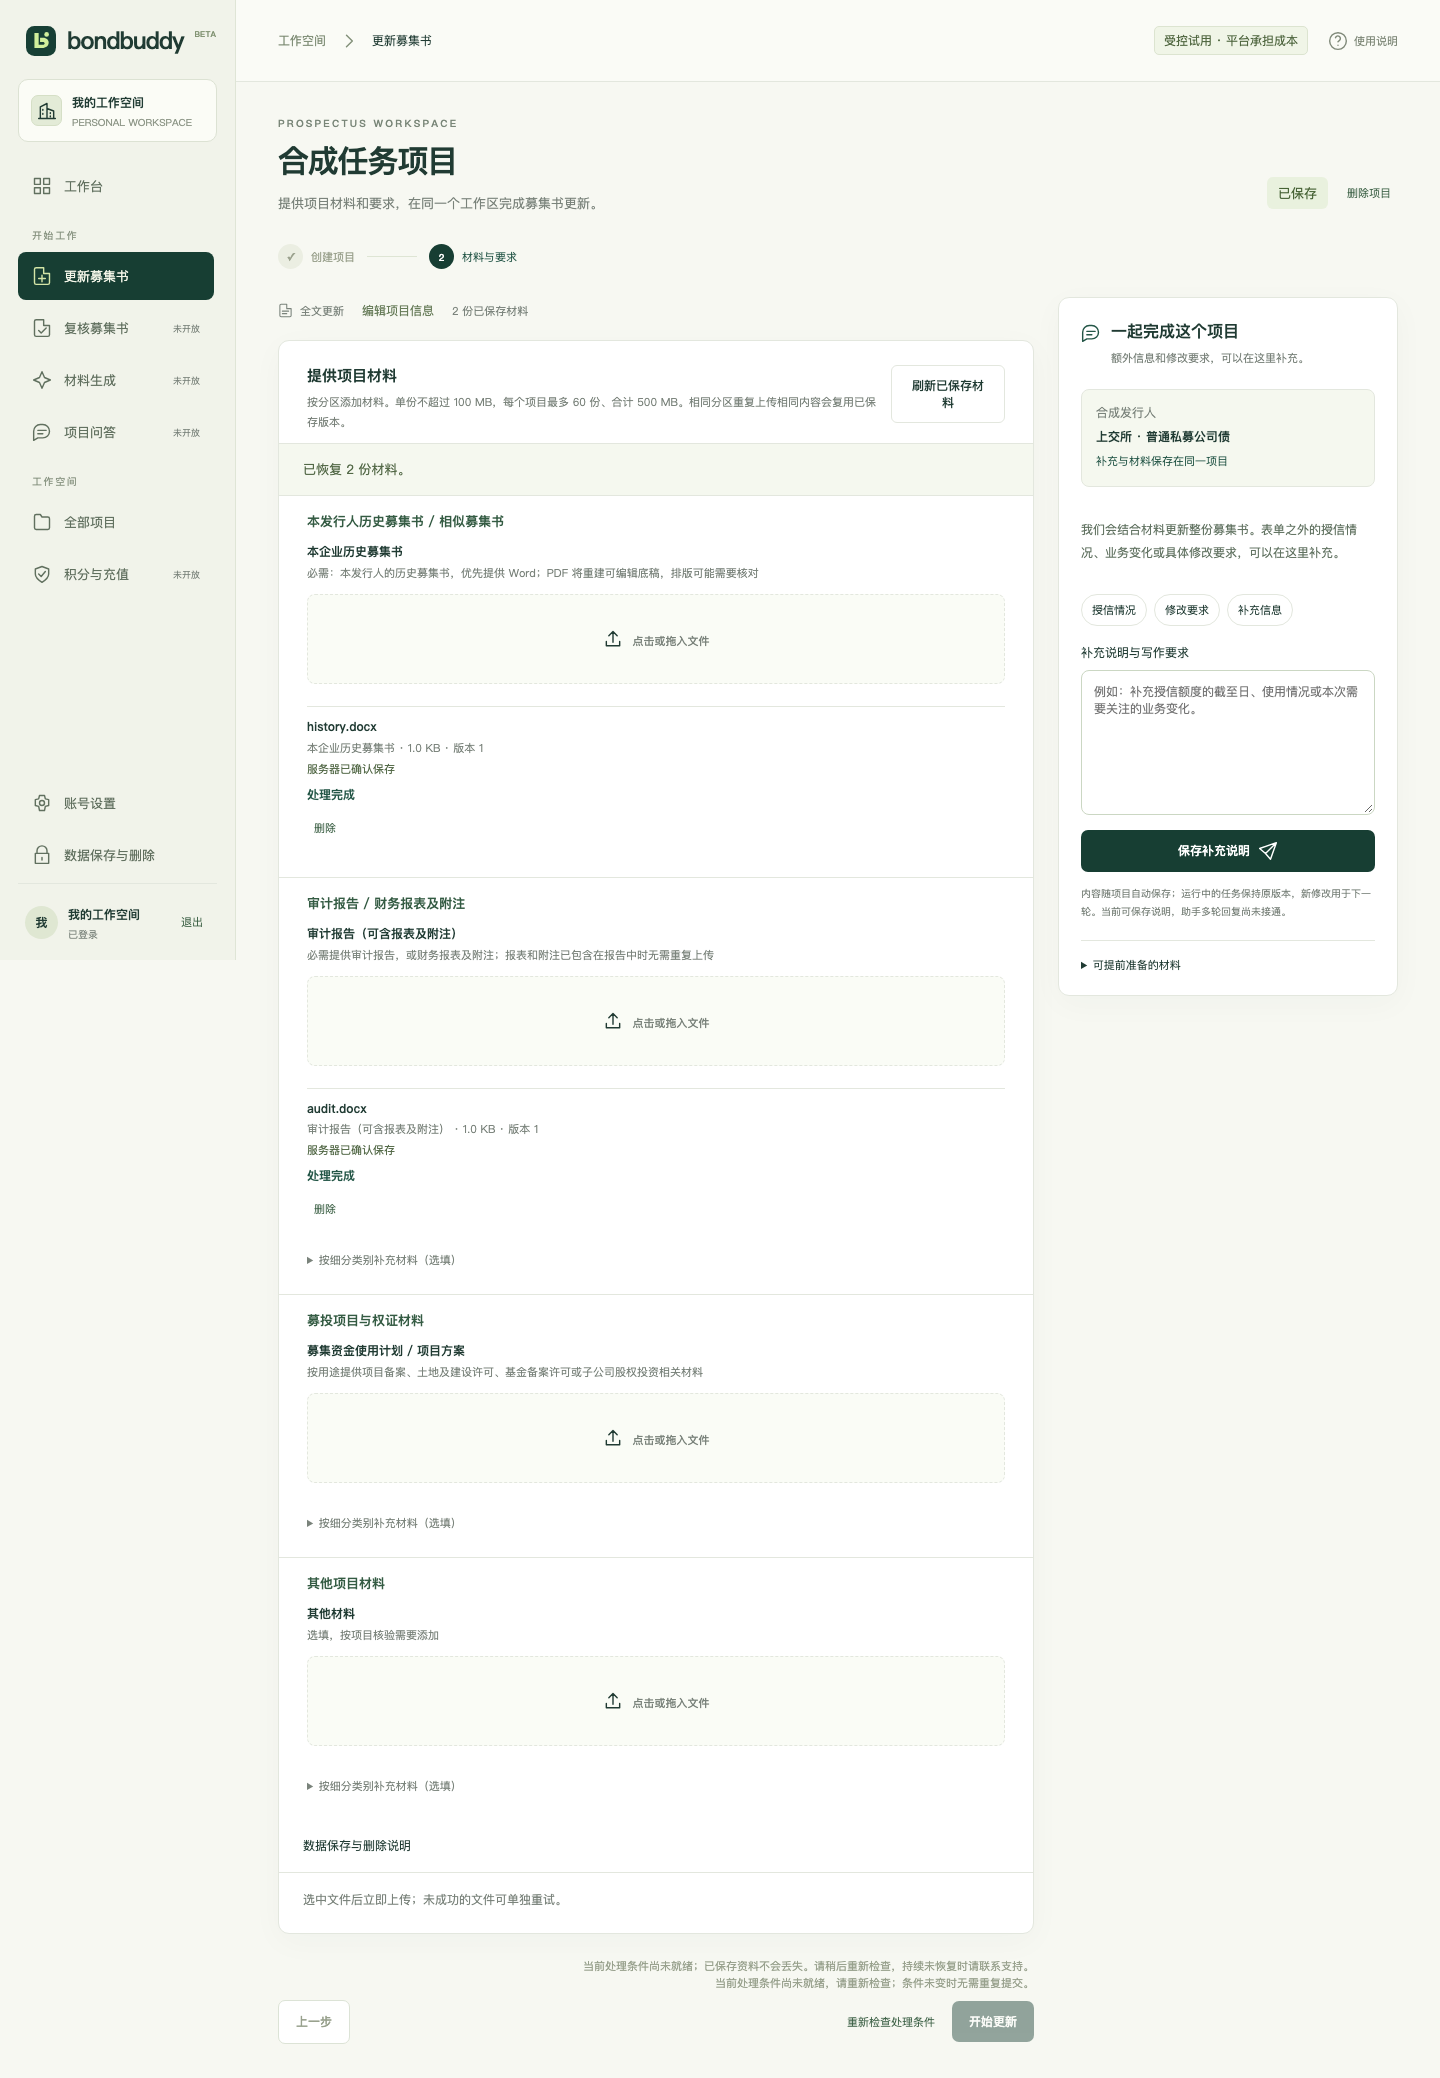 bondbuddy BETA
我的工作空间
PERSONAL WORKSPACE
工作台
开始工作
更新募集书
复核募集书 未开放
材料生成 未开放
项目问答 未开放
工作空间
全部项目
积分与充值 未开放
账号设置
数据保存与删除
我 我的工作空间
已登录
退出
工作空间 更新募集书
受控试用 · 平台承担成本
使用说明
PROSPECTUS WORKSPACE
合成任务项目
提供项目材料和要求，在同一个工作区完成募集书更新。
已保存 删除项目
创建项目 2 材料与要求
全文更新 编辑项目信息 2 份已保存材料
提供项目材料
按分区添加材料。单份不超过 100 MB，每个项目最多 60 份、合计 500 MB。相同分区重复上传相同内容会复用已保
存版本。
刷新已保存材
料
已恢复 2 份材料。
本发行人历史募集书 / 相似募集书
本企业历史募集书
必需：本发行人的历史募集书，优先提供 Word；PDF 将重建可编辑底稿，排版可能需要核对
点击或拖入文件
history.docx
本企业历史募集书 · 1.0 KB · 版本 1
服务器已确认保存
处理完成
删除
审计报告 / 财务报表及附注
审计报告（可含报表及附注）
必需提供审计报告，或财务报表及附注；报表和附注已包含在报告中时无需重复上传
点击或拖入文件
audit.docx
审计报告（可含报表及附注） · 1.0 KB · 版本 1
服务器已确认保存
处理完成
删除
按细分类别补充材料（选填）
募投项目与权证材料
募集资金使用计划 / 项目方案
按用途提供项目备案、土地及建设许可、基金备案许可或子公司股权投资相关材料
点击或拖入文件
按细分类别补充材料（选填）
其他项目材料
其他材料
选填，按项目核验需要添加
点击或拖入文件
按细分类别补充材料（选填）
数据保存与删除说明
选中文件后立即上传；未成功的文件可单独重试。
当前处理条件尚未就绪；已保存资料不会丢失。请稍后重新检查，持续未恢复时请联系支持。
当前处理条件尚未就绪，请重新检查；条件未变时无需重复提交。
上一步
重新检查处理条件 开始更新
一起完成这个项目
额外信息和修改要求，可以在这里补充。
合成发行人
上交所 · 普通私募公司债
补充与材料保存在同一项目
我们会结合材料更新整份募集书。表单之外的授信情
况、业务变化或具体修改要求，可以在这里补充。
授信情况 修改要求 补充信息
补充说明与写作要求
例如：补充授信额度的截至日、使用情况或本次需
要关注的业务变化。
保存补充说明
内容随项目自动保存；运行中的任务保持原版本，新修改用于下一
轮。当前可保存说明，助手多轮回复尚未接通。
可提前准备的材料